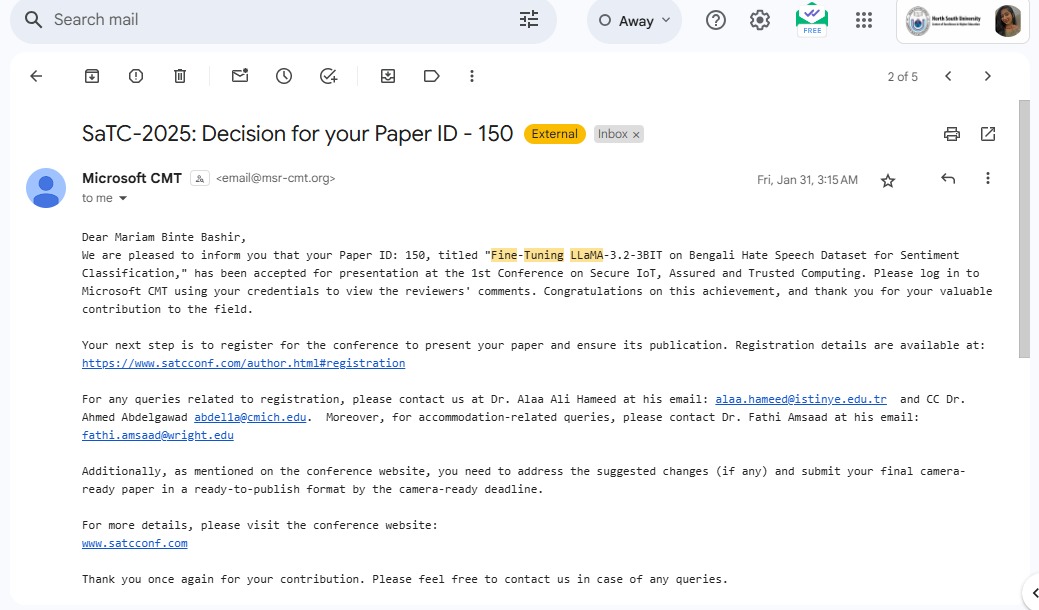 Search mail
Away
FREE
North South University
2 of 5
SaTC-2025: Decision for your Paper ID - 150 External Inbox ×
Microsoft CMT <email@msr-cmt.org>
Fri, Jan 31, 3:15 AM
to me
Dear Mariam Binte Bashir,
We are pleased to inform you that your Paper ID: 150, titled "Fine-Tuning LLaMA-3.2-3BIT on Bengali Hate Speech Dataset for Sentiment
Classification," has been accepted for presentation at the 1st Conference on Secure IoT, Assured and Trusted Computing. Please log in to
Microsoft CMT using your credentials to view the reviewers' comments. Congratulations on this achievement, and thank you for your valuable
contribution to the field.
Your next step is to register for the conference to present your paper and ensure its publication. Registration details are available at:
https://www.satcconf.com/author.html#registration
For any queries related to registration, please contact us at Dr. Alaa Ali Hameed at his email: alaa.hameed@istinye.edu.tr  and CC Dr.
Ahmed Abdelgawad abdel1a@cmich.edu.  Moreover, for accommodation-related queries, please contact Dr. Fathi Amsaad at his email:
fathi.amsaad@wright.edu
Additionally, as mentioned on the conference website, you need to address the suggested changes (if any) and submit your final camera-
ready paper in a ready-to-publish format by the camera-ready deadline.
For more details, please visit the conference website:
www.satcconf.com
Thank you once again for your contribution. Please feel free to contact us in case of any queries.